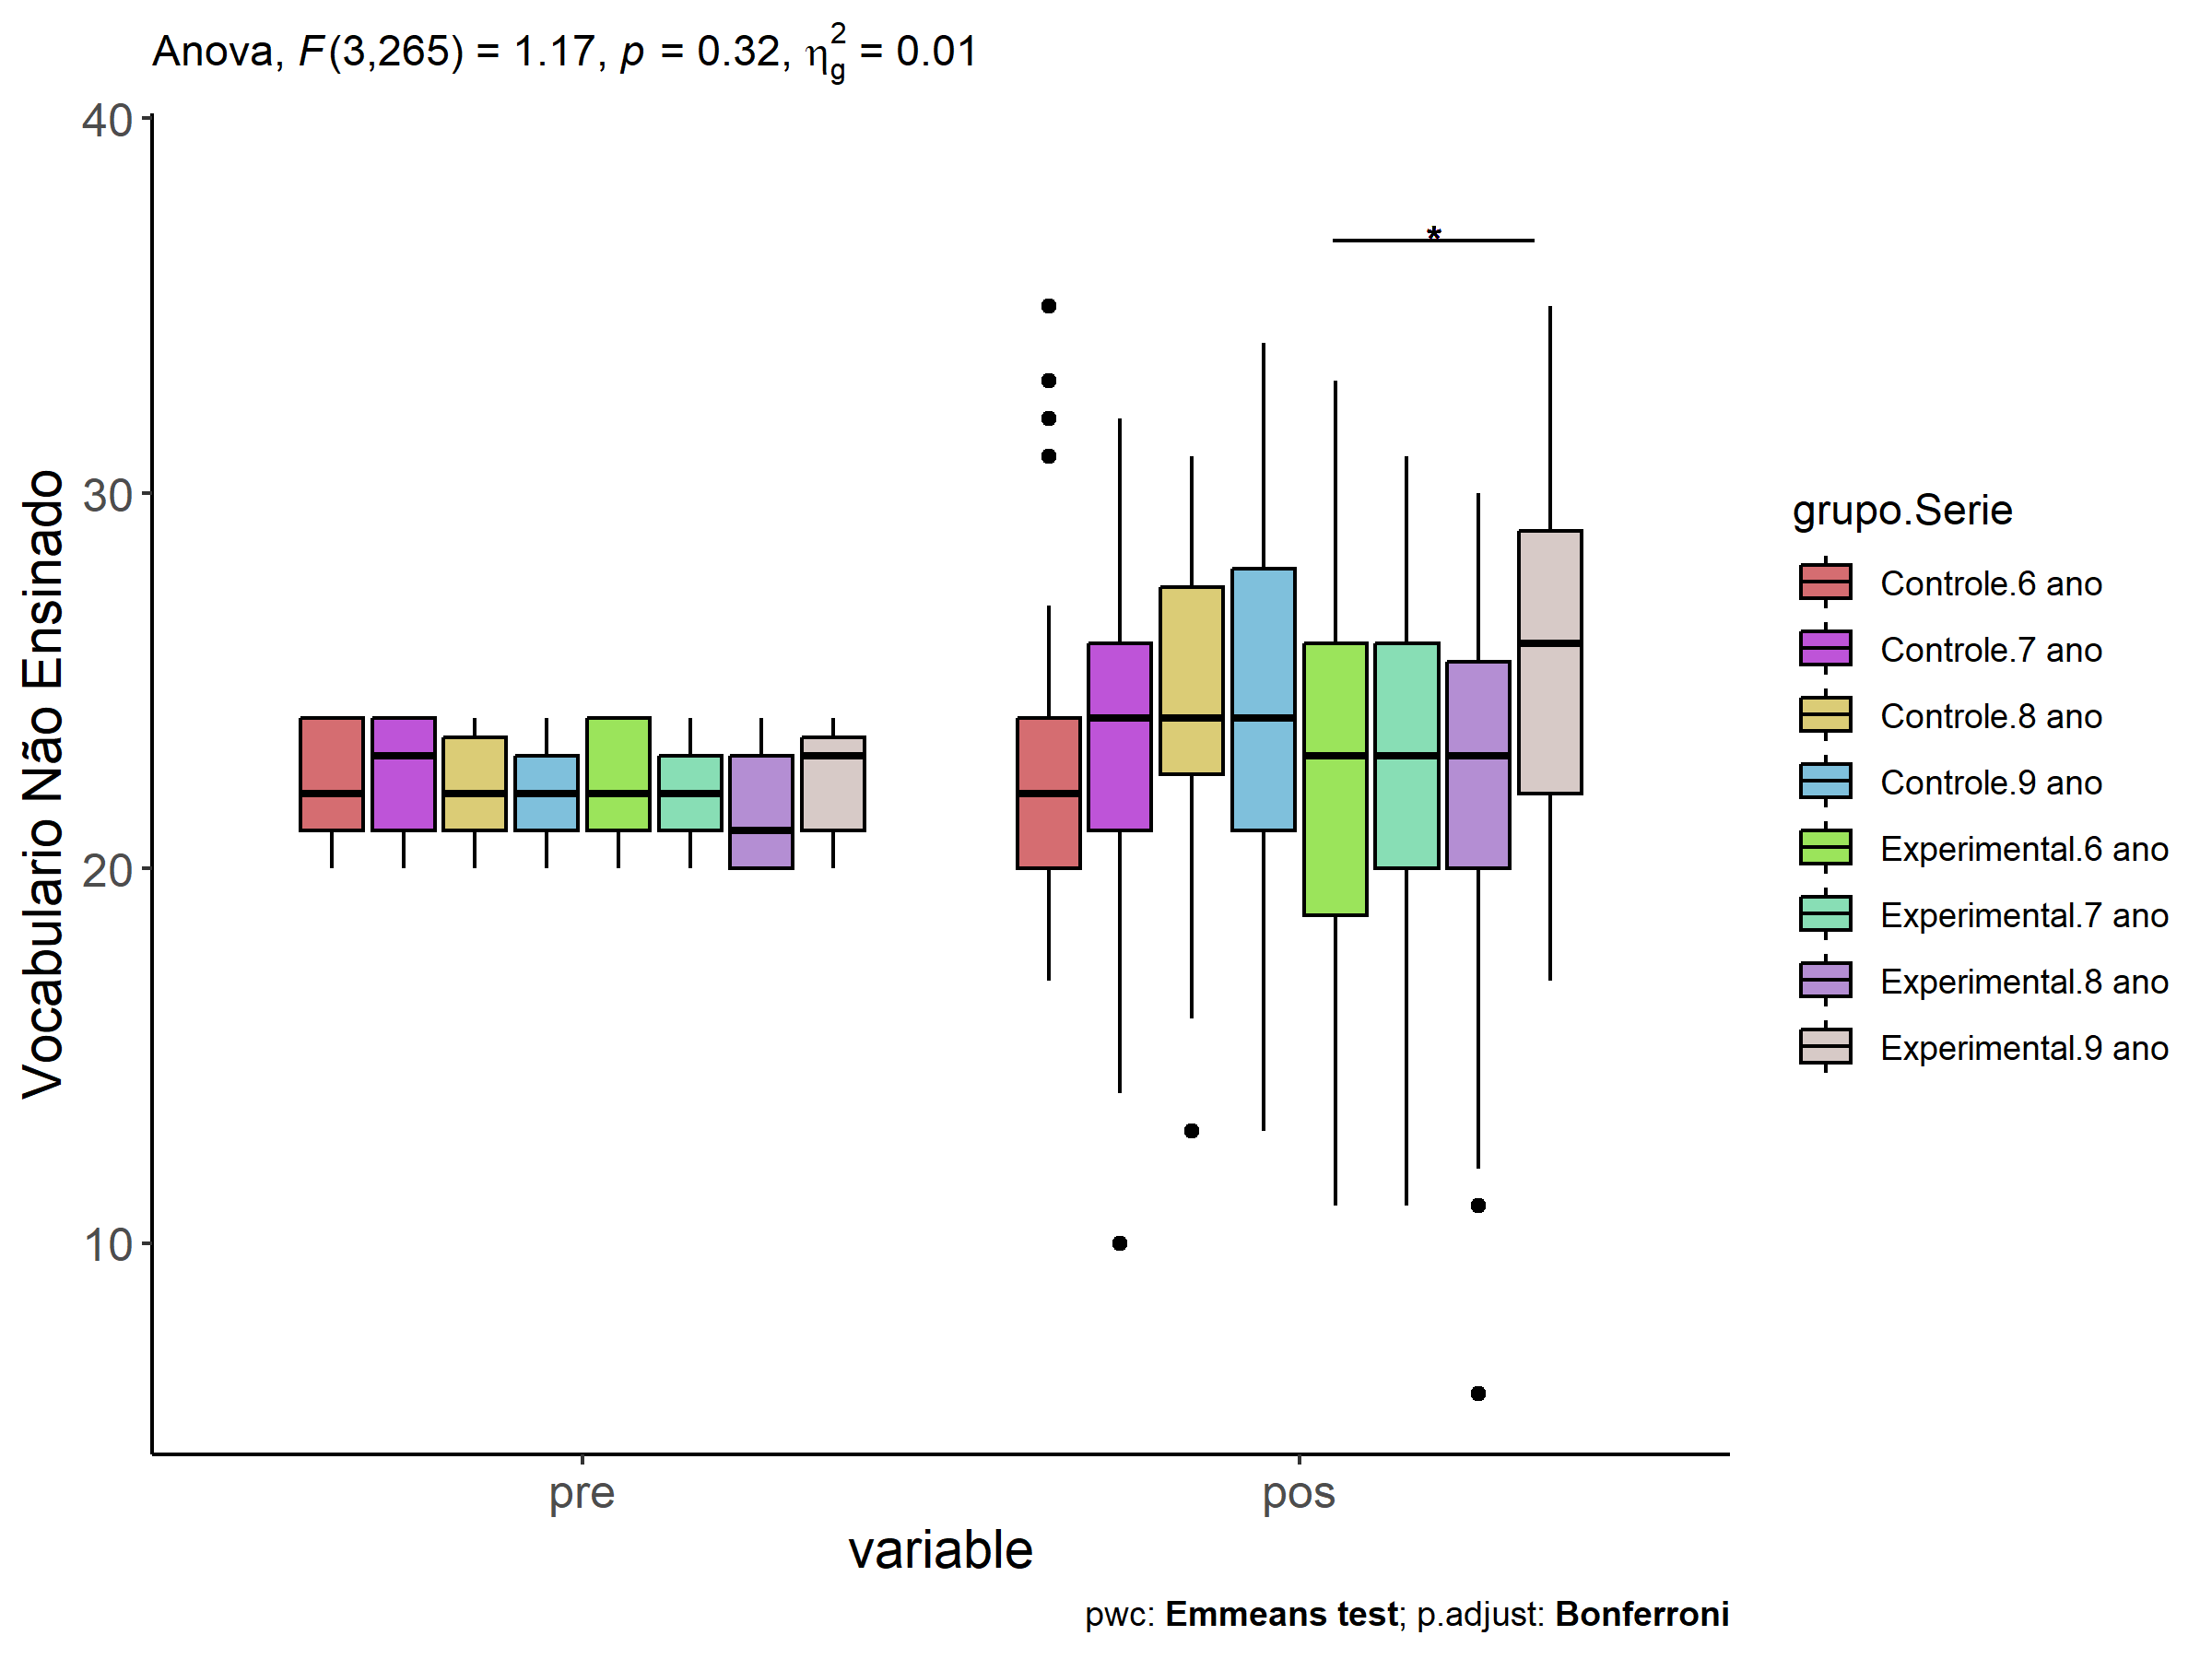 Anova, F(3,265) = 1.17, p = 0.32, η²g = 0.01
40
30
20
10
Vocabulario Não Ensinado
*
pre
pos
variable
grupo.Serie
Controle.6 ano
Controle.7 ano
Controle.8 ano
Controle.9 ano
Experimental.6 ano
Experimental.7 ano
Experimental.8 ano
Experimental.9 ano
pwc: Emmeans test; p.adjust: Bonferroni